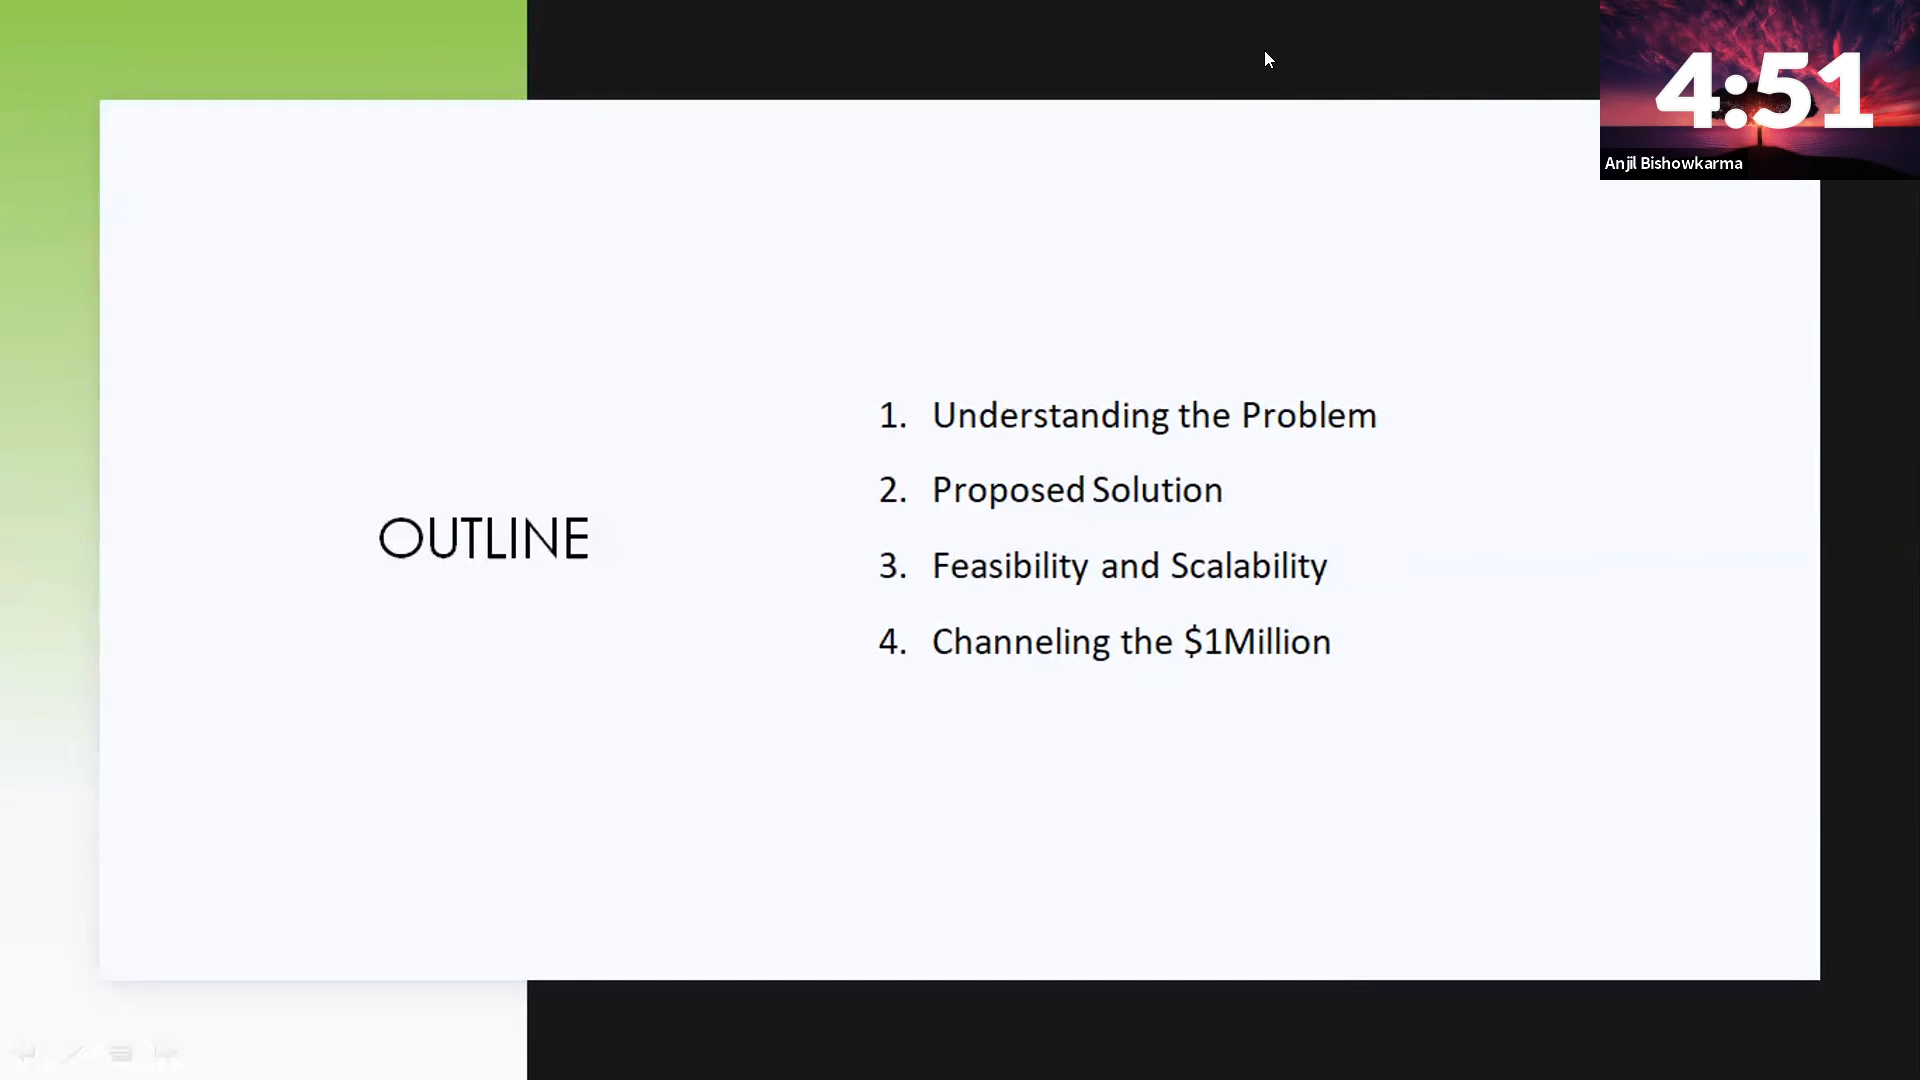 4:51
Anjil Bishowkarma
OUTLINE
1. Understanding the Problem
2. Proposed Solution
3. Feasibility and Scalability
4. Channeling the $1Million